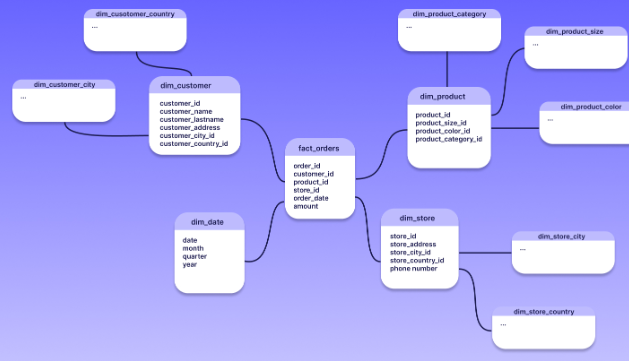 dim_cusotomer_country
...
dim_product_category
...
dim_product_size
...
dim_customer_city
...
dim_customer
customer_id
customer_name
customer_lastname
customer_address
customer_city_id
customer_country_id
dim_product
product_id
product_size_id
product_color_id
product_category_id
dim_product_color
...
fact_orders
order_id
customer_id
product_id
store_id
order_date
amount
dim_date
date
month
quarter
year
dim_store
store_id
store_address
store_city_id
store_country_id
phone number
dim_store_city
...
dim_store_country
...